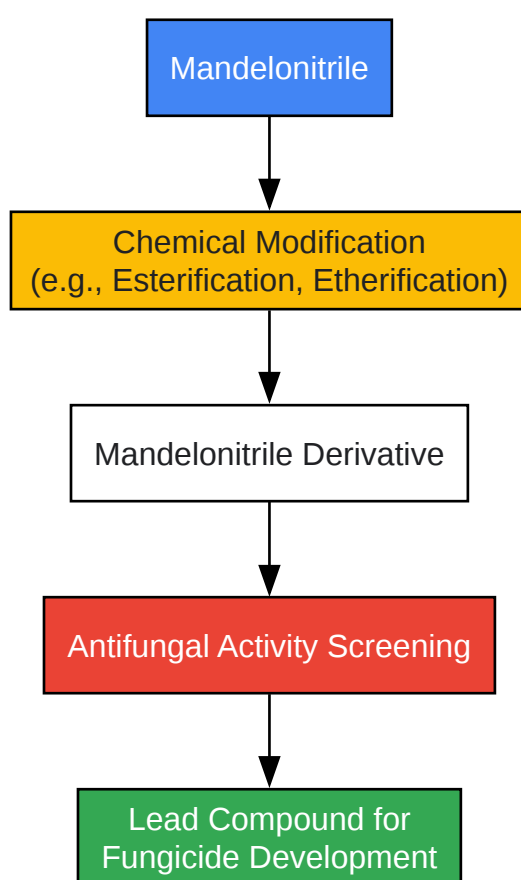 Mandelonitrile
Chemical Modification
(e.g., Esterification, Etherification)
Mandelonitrile Derivative
Antifungal Activity Screening
Lead Compound for
Fungicide Development